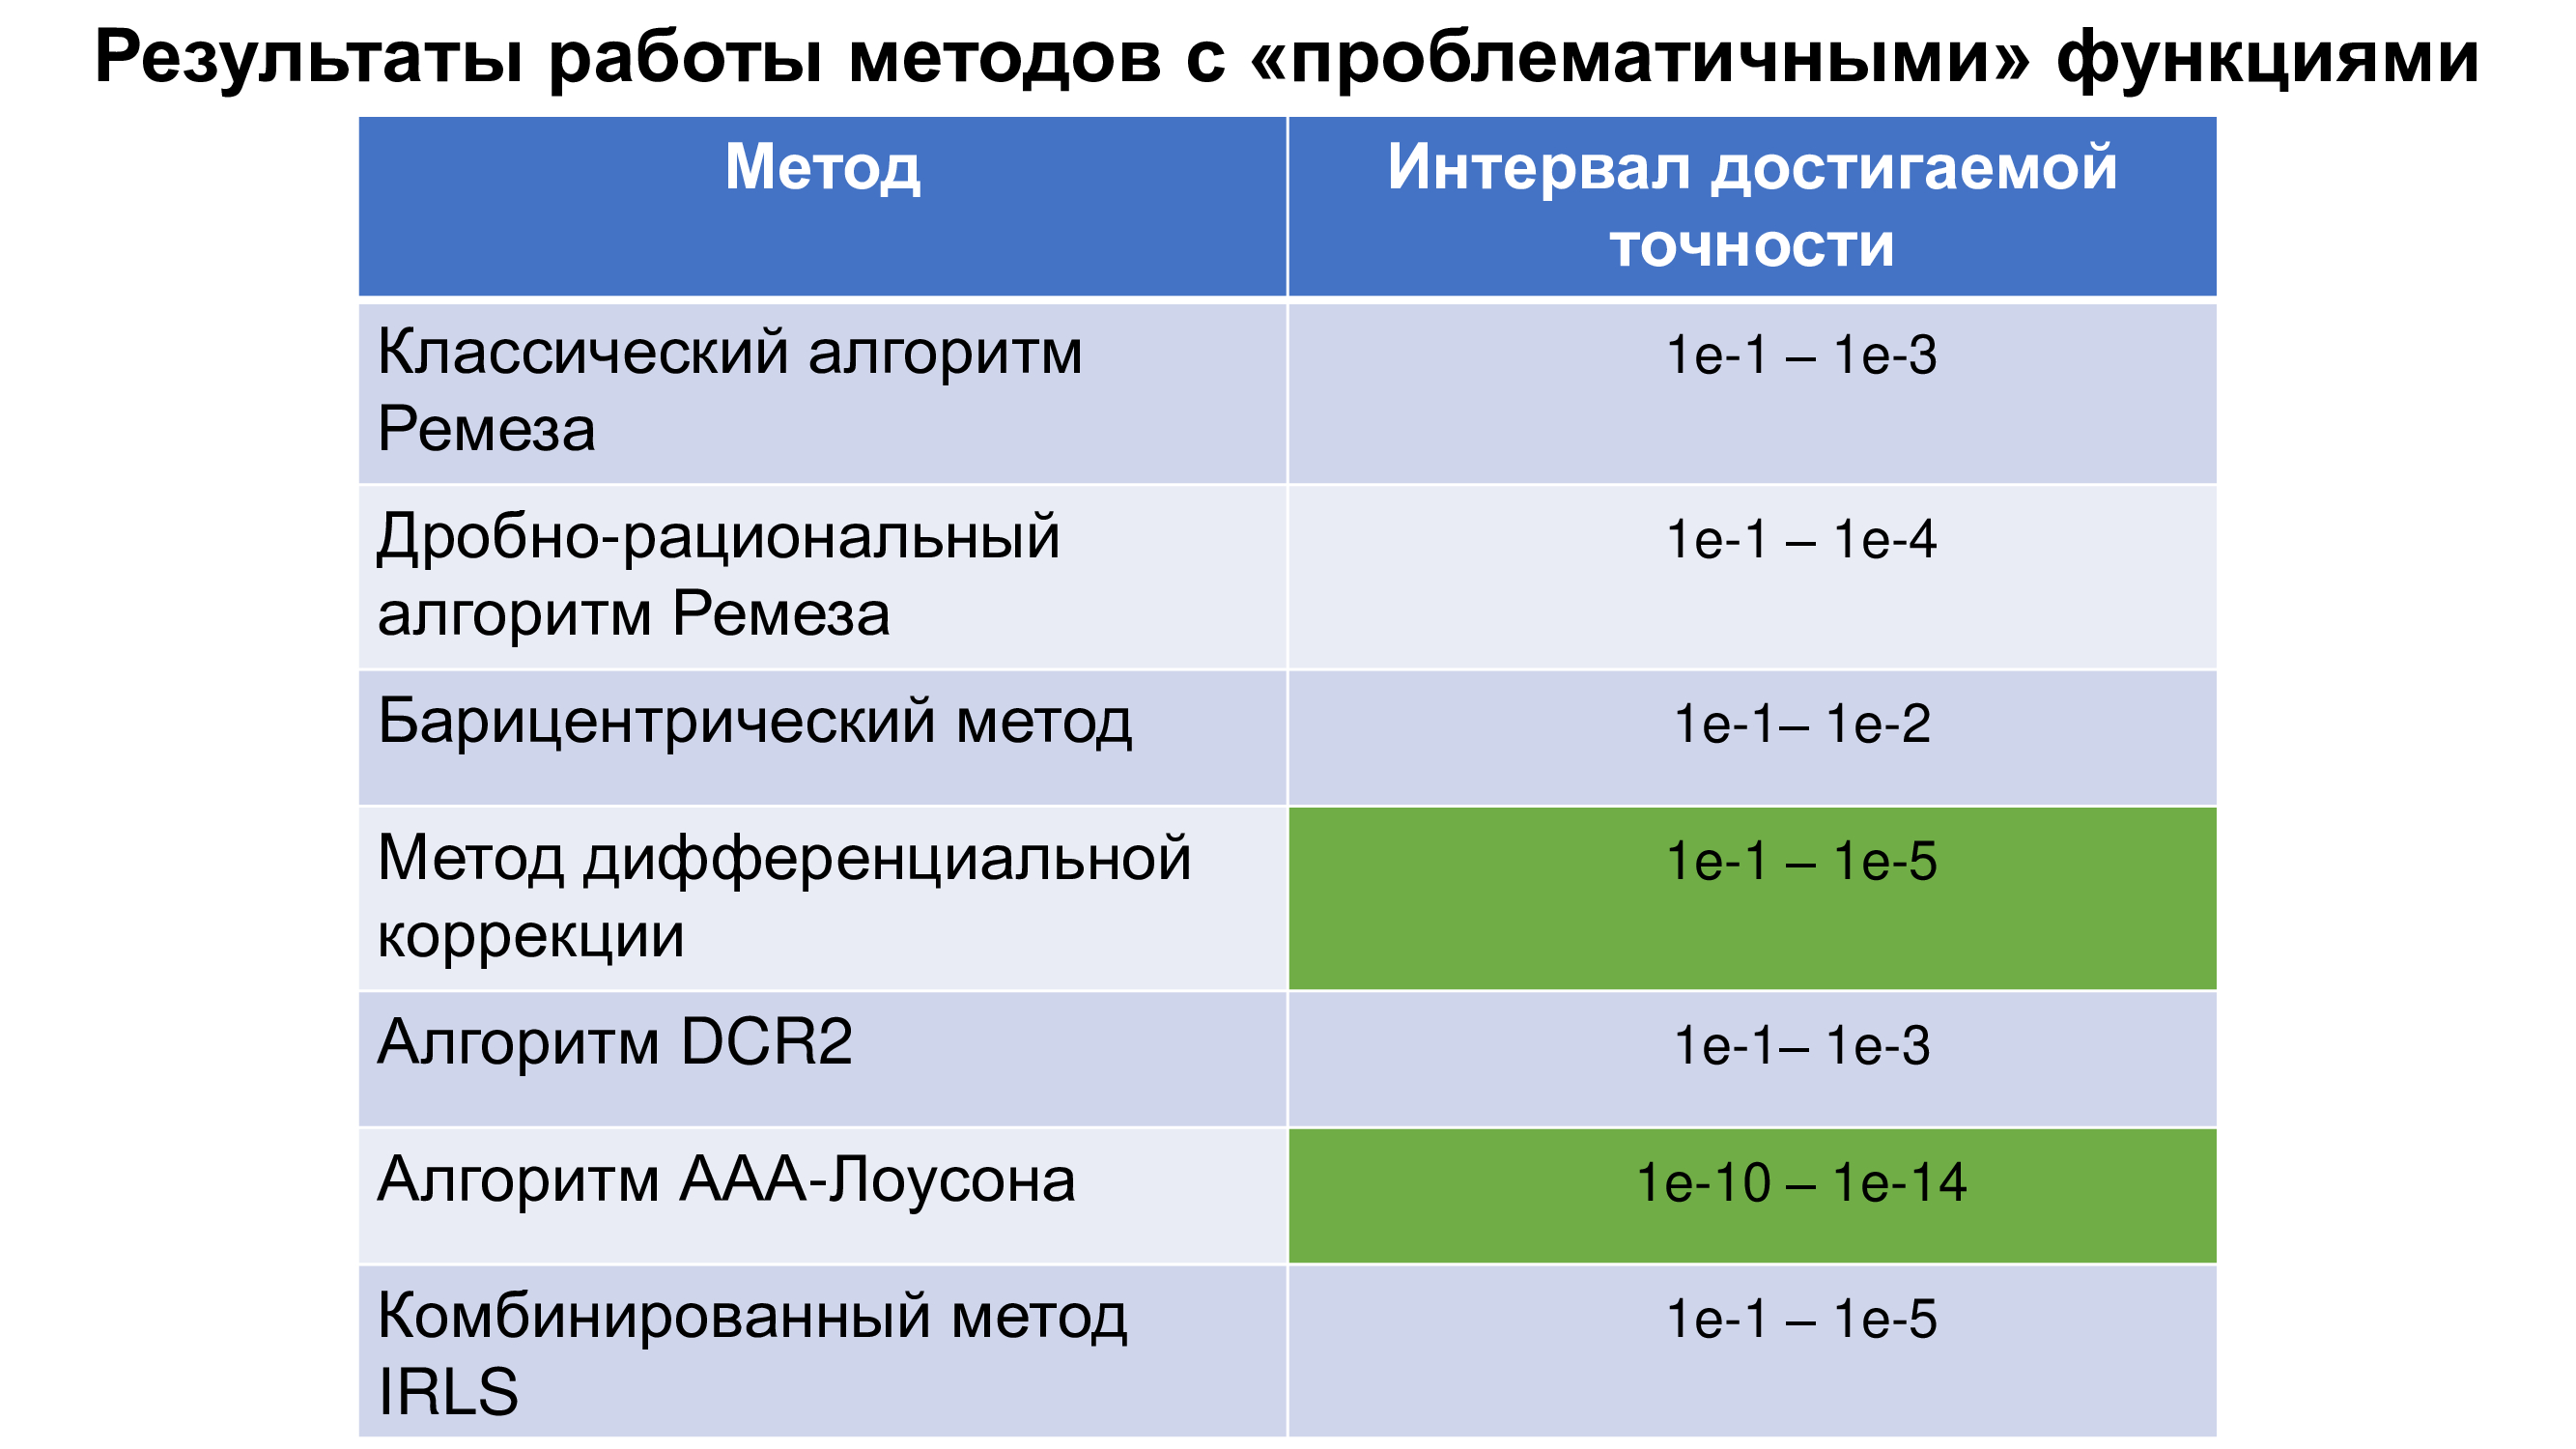 Результаты работы методов с «проблематичными» функциями
Метод
Интервал достигаемой
точности
Классический алгоритм
Ремеза
1e-1 – 1e-3
Дробно-рациональный
алгоритм Ремеза
1e-1 – 1e-4
Барицентрический метод
1e-1– 1e-2
Метод дифференциальной
коррекции
1e-1 – 1e-5
Алгоритм DCR2
1e-1– 1e-3
Алгоритм ААА-Лоусона
1e-10 – 1e-14
Комбинированный метод
IRLS
1e-1 – 1e-5